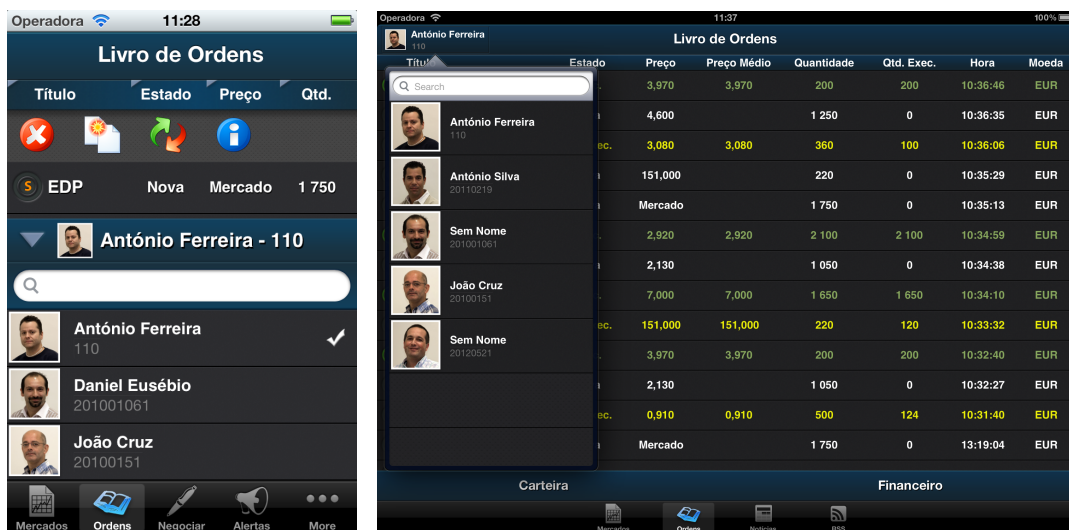 Operadora 11:28
Livro de Ordens
Título Estado Preço Qtd.
S EDP Nova Mercado 1 750
António Ferreira - 110
António Ferreira
110
Daniel Eusébio
201001061
João Cruz
20100151
Mercados Ordens Negociar Alertas More
Operadora 11:37 100%
António Ferreira
110
Livro de Ordens
Estado Preço Preço Médio Quantidade Qtd. Exec. Hora Moeda
Search
António Ferreira
110
António Silva
20110219
Sem Nome
201001061
João Cruz
20100151
Sem Nome
20120521
3,970 3,970 200 200 10:36:46 EUR
4,600 1 250 0 10:36:35 EUR
ec. 3,080 3,080 360 100 10:36:06 EUR
151,000 220 0 10:35:29 EUR
Mercado 1 750 0 10:35:13 EUR
2,920 2,920 2 100 2 100 10:34:59 EUR
2,130 1 050 0 10:34:38 EUR
7,000 7,000 1 650 1 650 10:34:10 EUR
ec. 151,000 151,000 220 120 10:33:32 EUR
3,970 3,970 200 200 10:32:40 EUR
2,130 1 050 0 10:32:27 EUR
ec. 0,910 0,910 500 124 10:31:40 EUR
Mercado 1 750 0 13:19:04 EUR
Carteira Financeiro
Mercados Ordens Notícias RSS